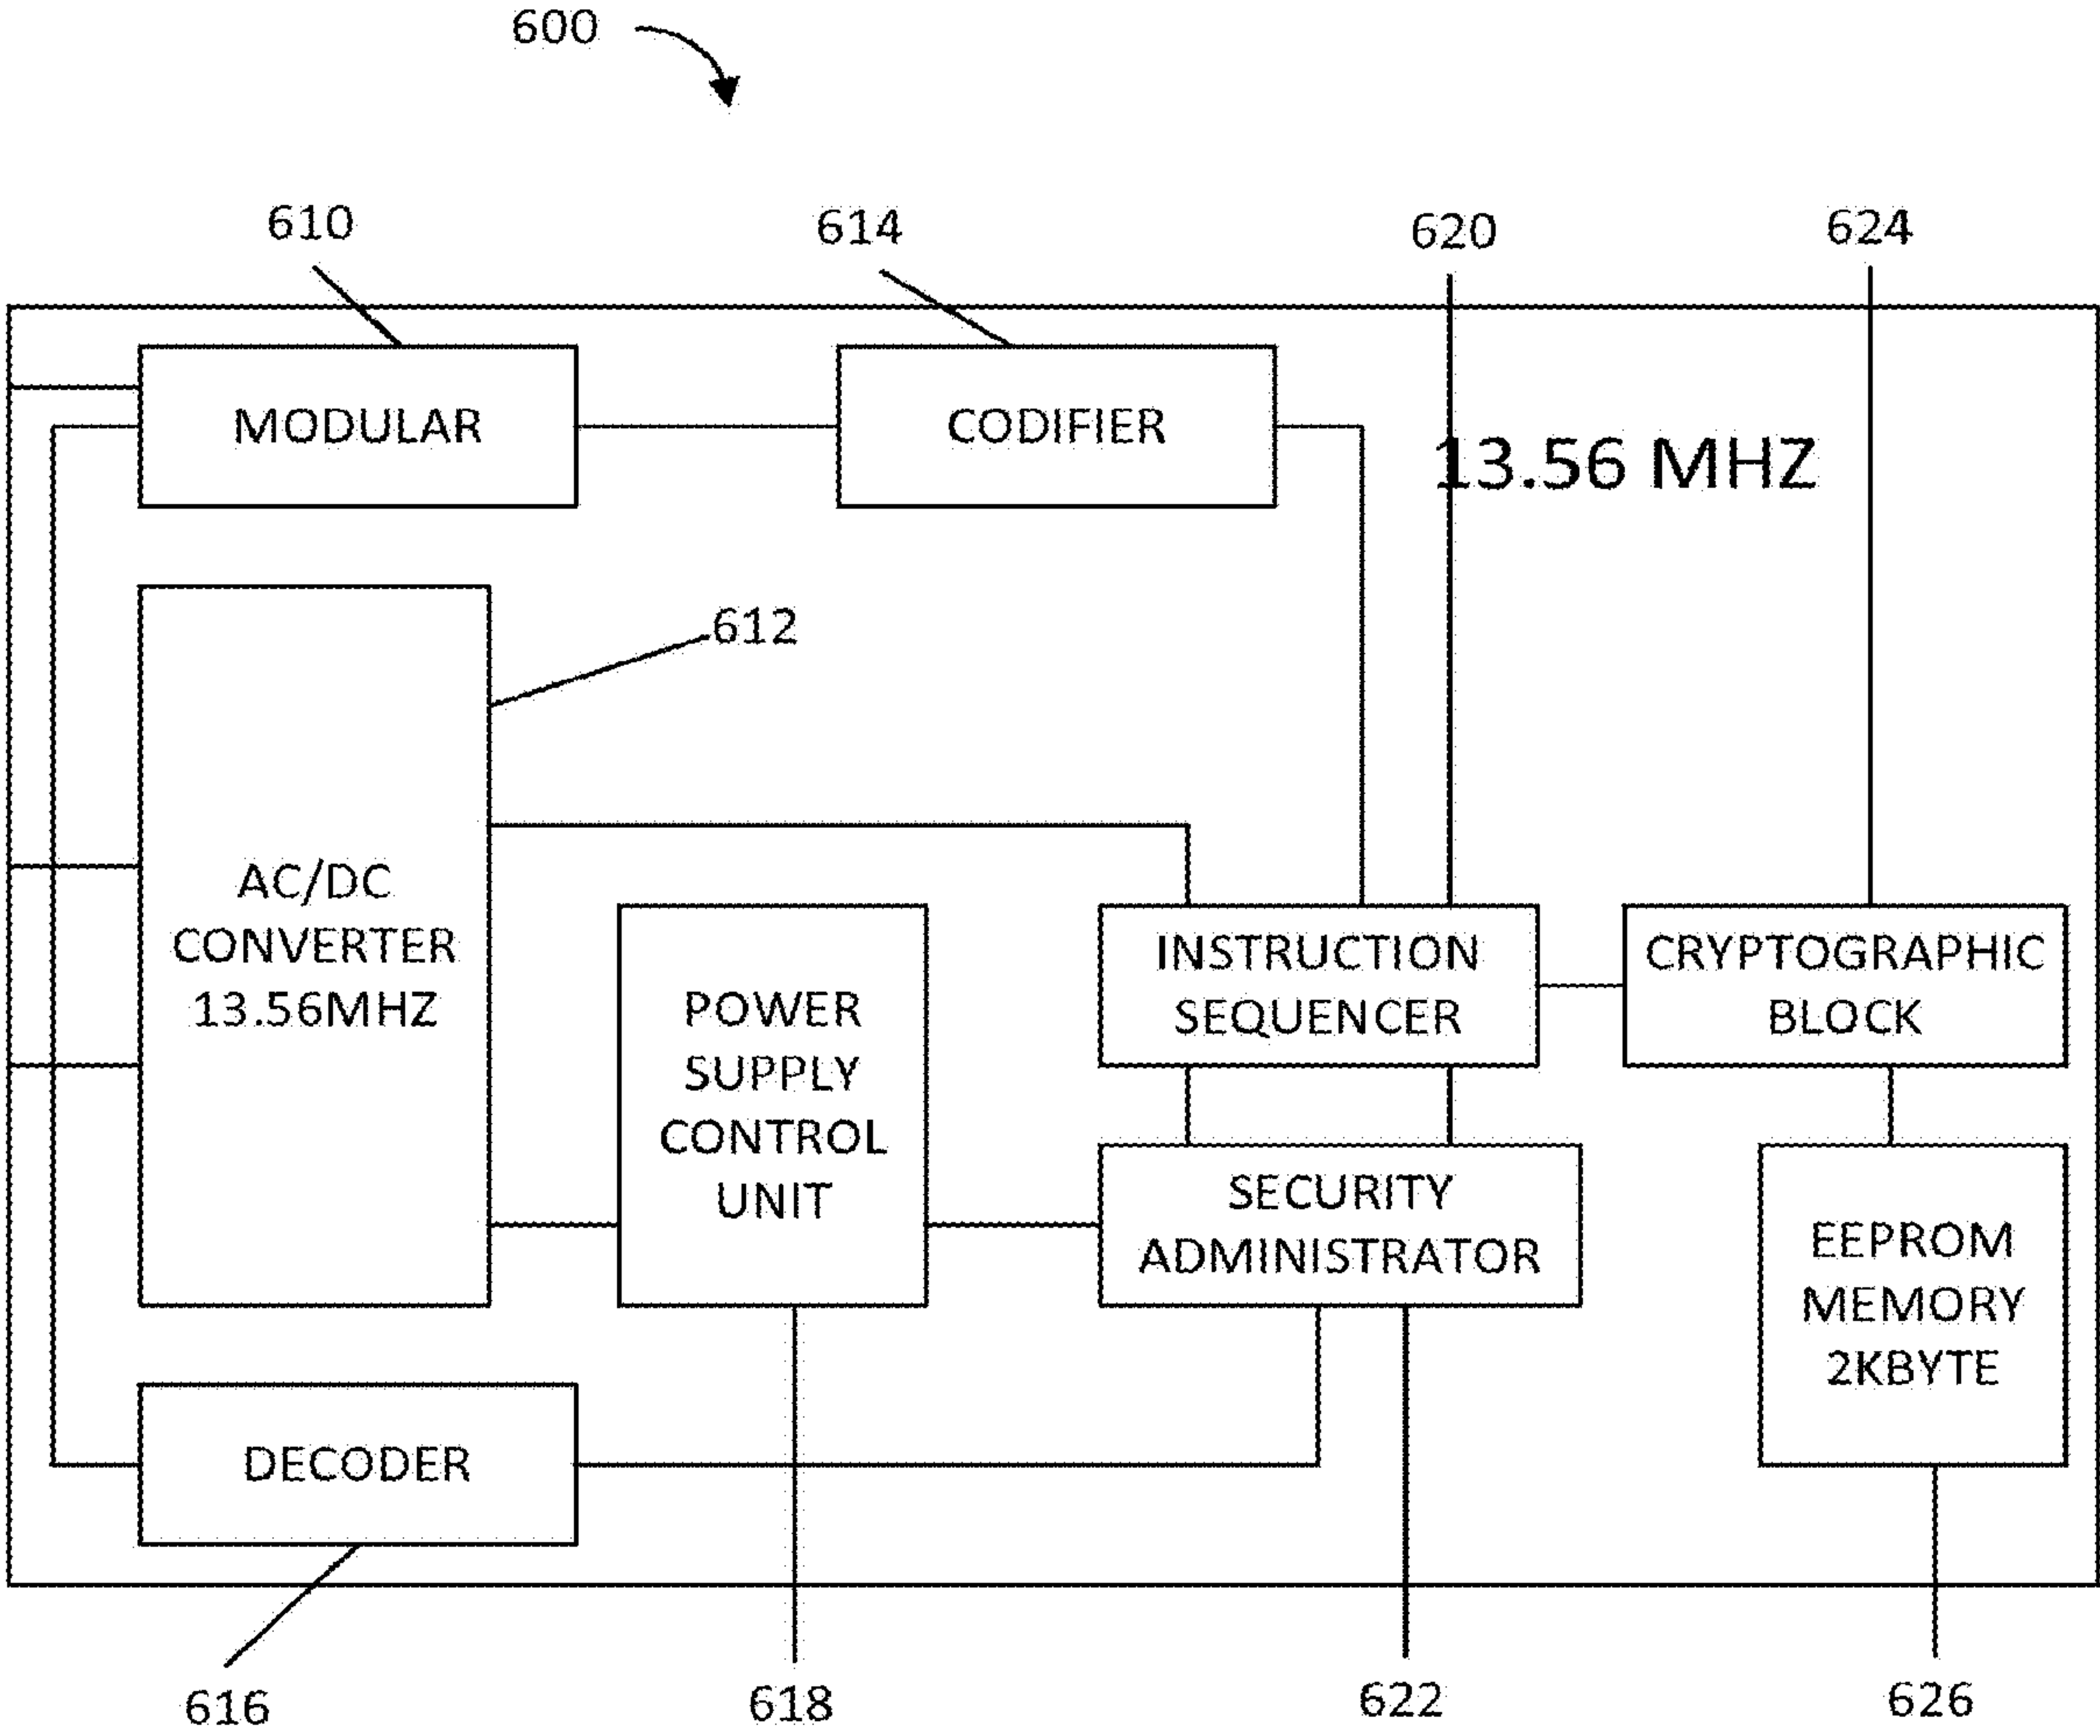 600
610
614
620
624
MODULAR
CODIFIER
13.56 MHZ
612
AC/DC
CONVERTER
13.56MHZ
POWER
SUPPLY
CONTROL
UNIT
INSTRUCTION
SEQUENCER
CRYPTOGRAPHIC
BLOCK
SECURITY
ADMINISTRATOR
EEPROM
MEMORY
2KBYTE
DECODER
616
618
622
626